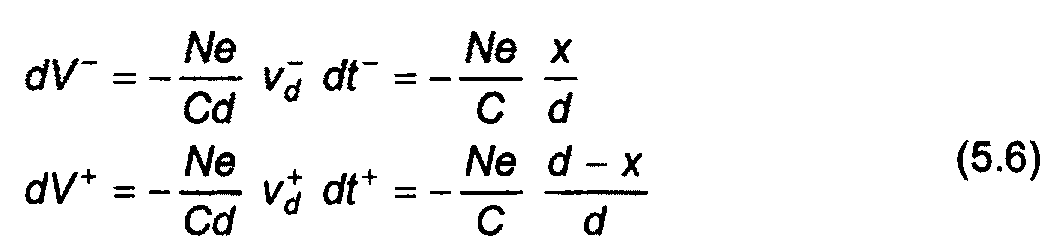 dV⁻ = − Ne/Cd v_d⁻ dt⁻ = − Ne/C x/d
dV⁺ = − Ne/Cd v_d⁺ dt⁺ = − Ne/C d − x/d
(5.6)